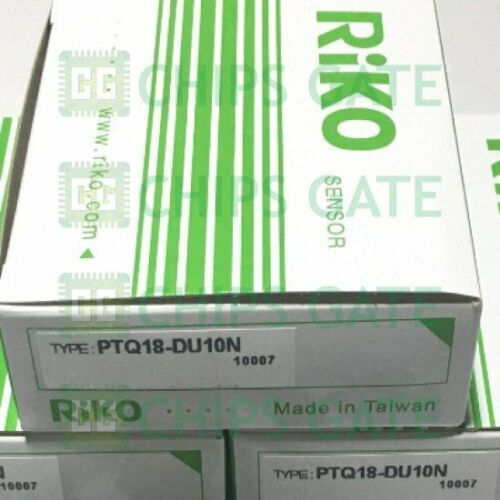 RiKO
SENSOR
www.riko.com
CHIPS GATE
CHIPS GATE
CHIPS GATE
CHIPS GATE
TYPE: PTQ18-DU10N
10007
RiKO
Made in Taiwan
10007
TYPE: PTQ18-DU10N
10007